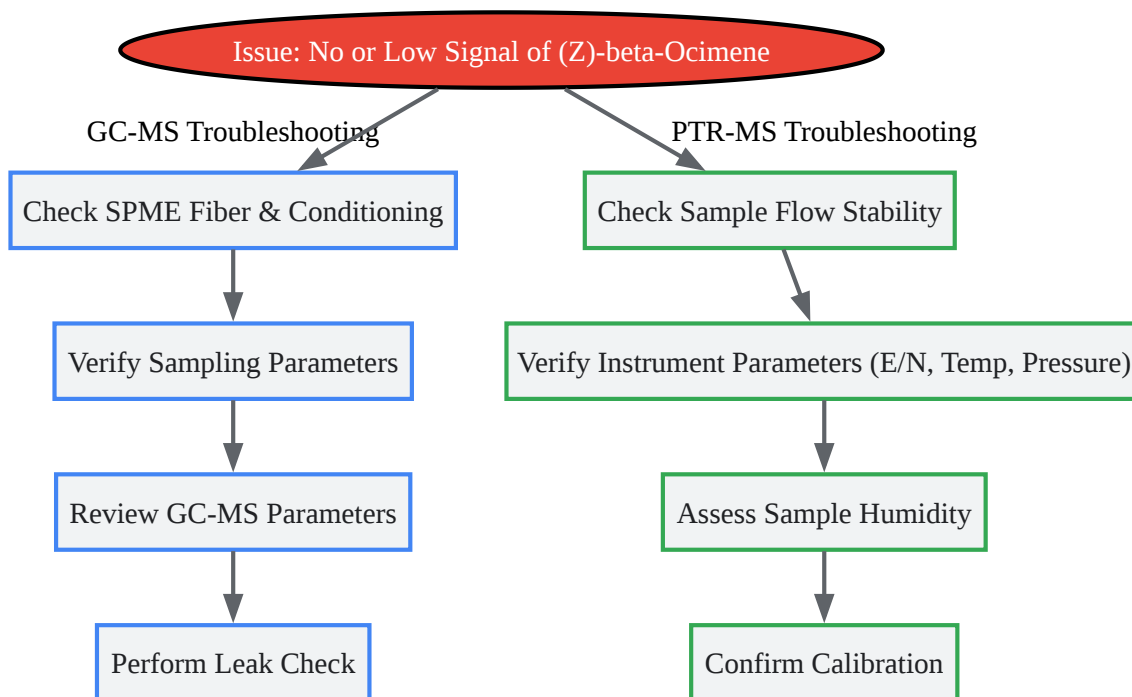 Issue: No or Low Signal of (Z)-beta-Ocimene
GC-MS Troubleshooting
PTR-MS Troubleshooting
Check SPME Fiber & Conditioning
Check Sample Flow Stability
Verify Sampling Parameters
Verify Instrument Parameters (E/N, Temp, Pressure)
Review GC-MS Parameters
Assess Sample Humidity
Perform Leak Check
Confirm Calibration